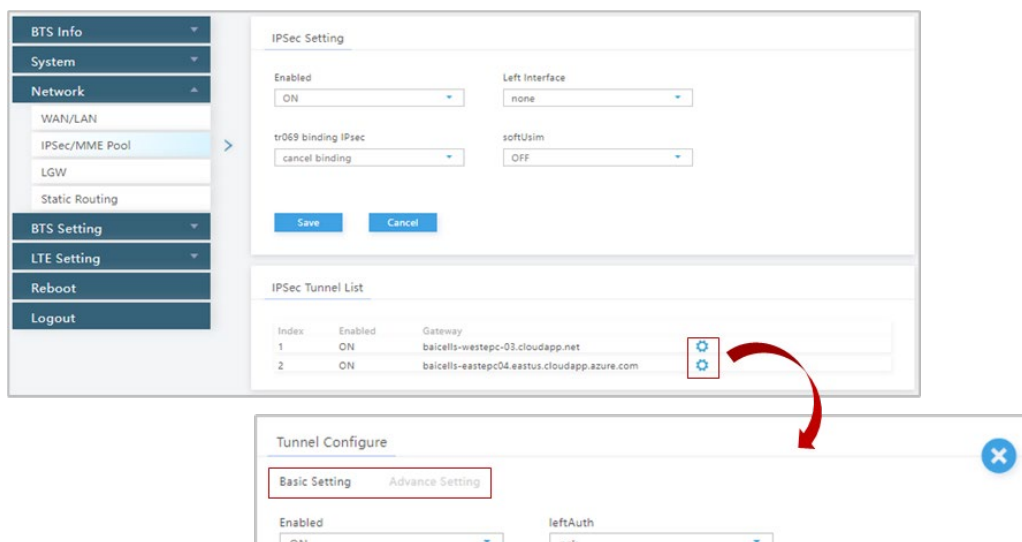 BTS Info
System
Network
WAN/LAN
IPSec/MME Pool
LGW
Static Routing
BTS Setting
LTE Setting
Reboot
Logout
IPSec Setting
Enabled Left Interface
ON none
tr069 binding IPsec softUsim
cancel binding OFF
Save Cancel
IPSec Tunnel List
Index Enabled Gateway
1 ON baicells-westepc-03.cloudapp.net
2 ON baicells-eastepc04.eastus.cloudapp.azure.com
Tunnel Configure
Basic Setting Advance Setting
Enabled leftAuth
ON